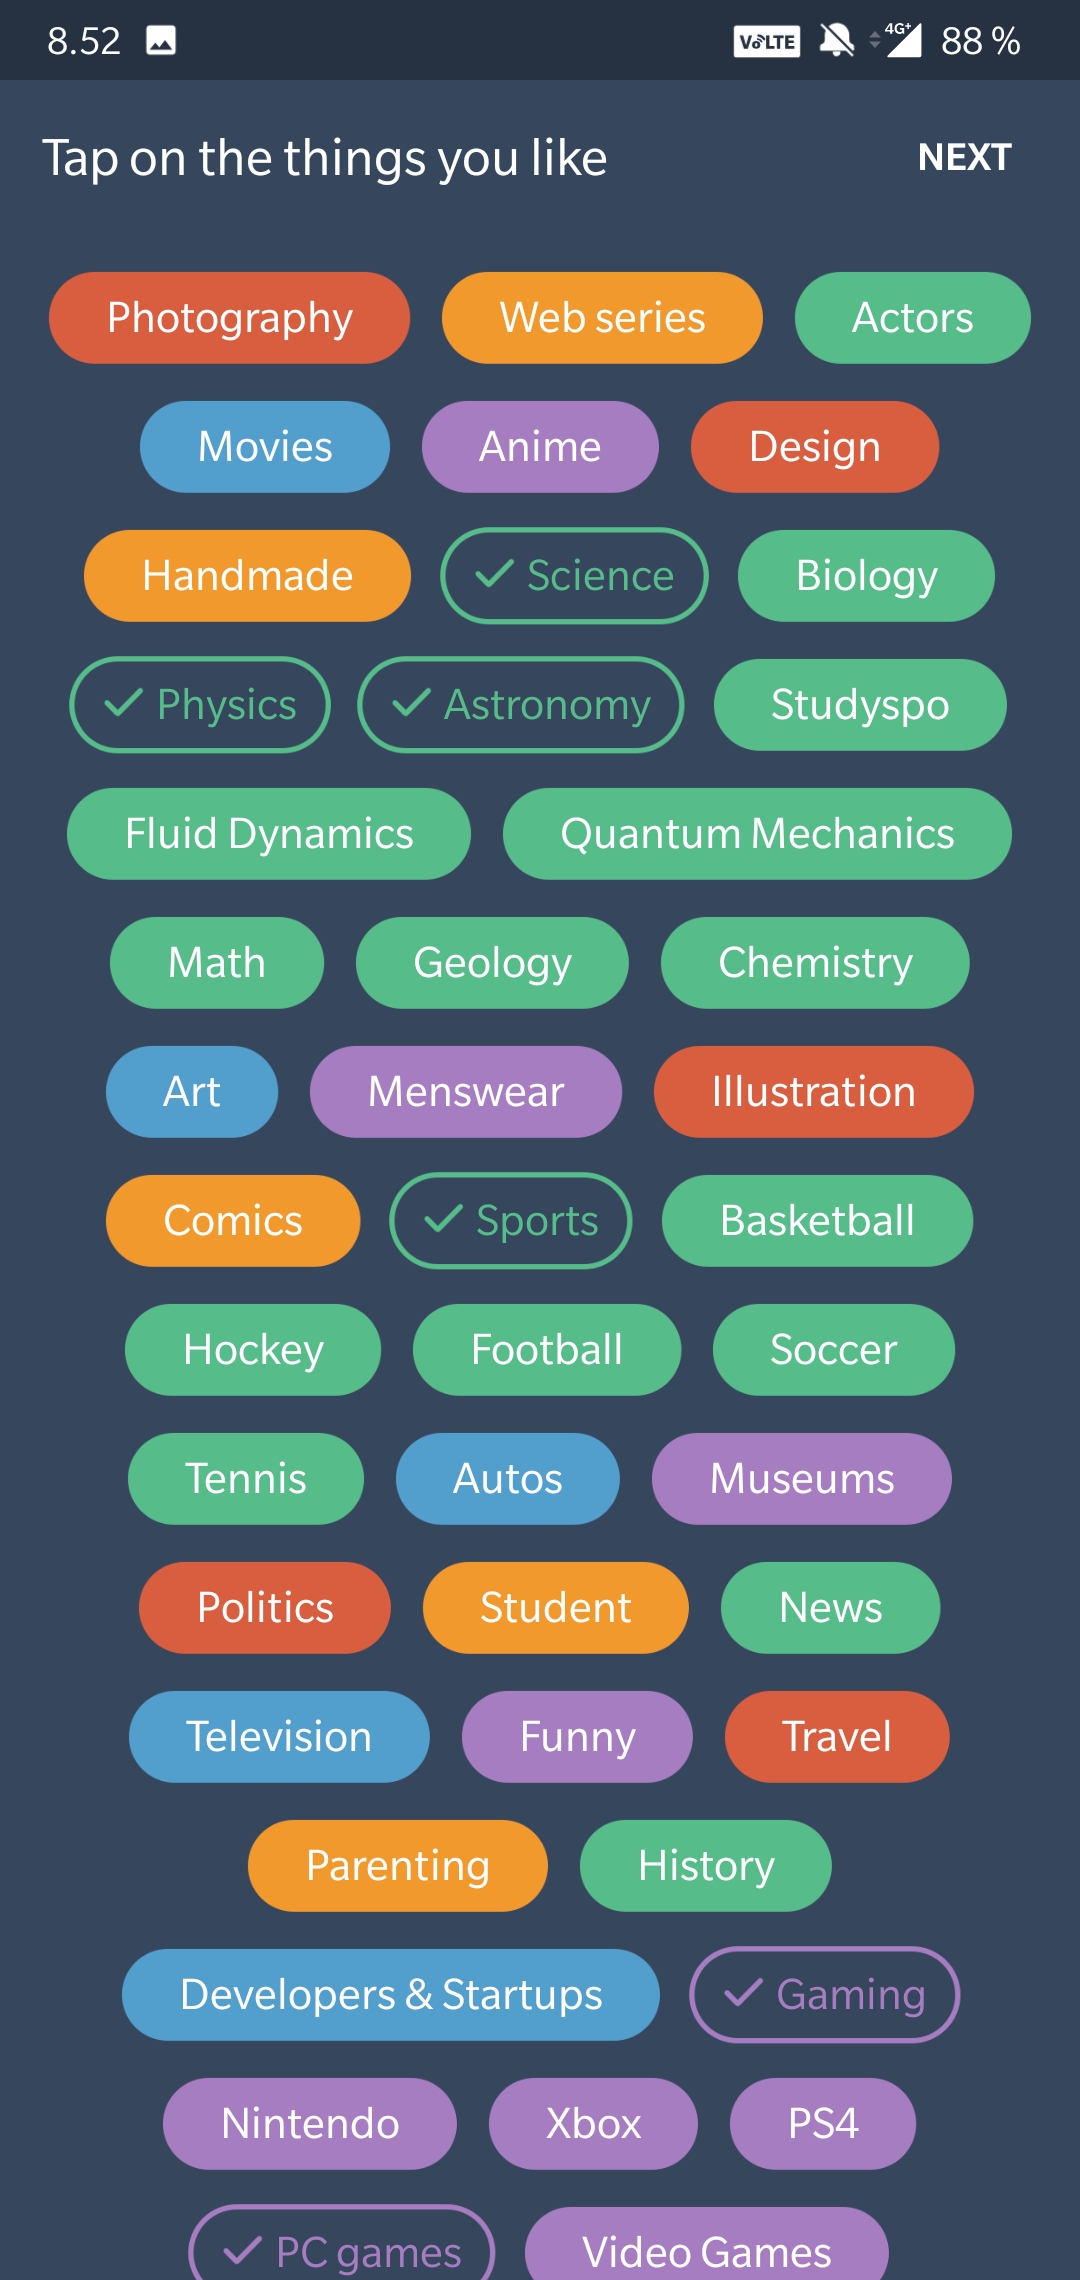 8.52 VoLTE 4G+ 88 %
Tap on the things you like NEXT
Photography Web series Actors
Movies Anime Design
Handmade Science Biology
Physics Astronomy Studyspo
Fluid Dynamics Quantum Mechanics
Math Geology Chemistry
Art Menswear Illustration
Comics Sports Basketball
Hockey Football Soccer
Tennis Autos Museums
Politics Student News
Television Funny Travel
Parenting History
Developers & Startups Gaming
Nintendo Xbox PS4
PC games Video Games